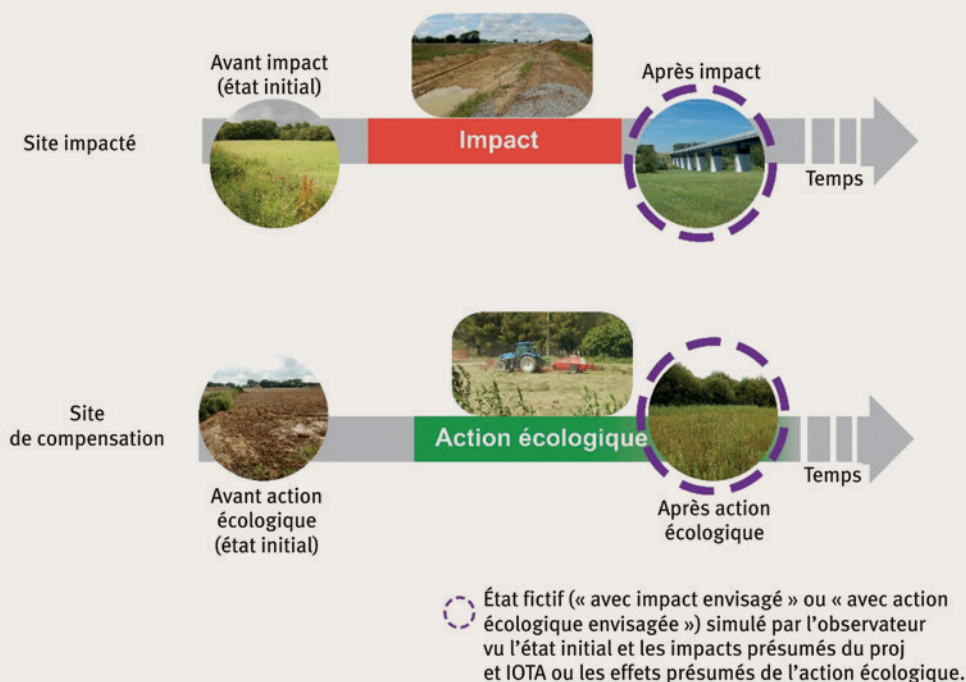 Avant impact
(état initial)
Après impact
Site impacté
Impact
Temps
Site
de compensation
Action écologique
Temps
Avant action
écologique
(état initial)
Après action
écologique
État fictif (« avec impact envisagé » ou « avec action
écologique envisagée ») simulé par l’observateur
vu l’état initial et les impacts présumés du proj
et IOTA ou les effets présumés de l’action écologique.